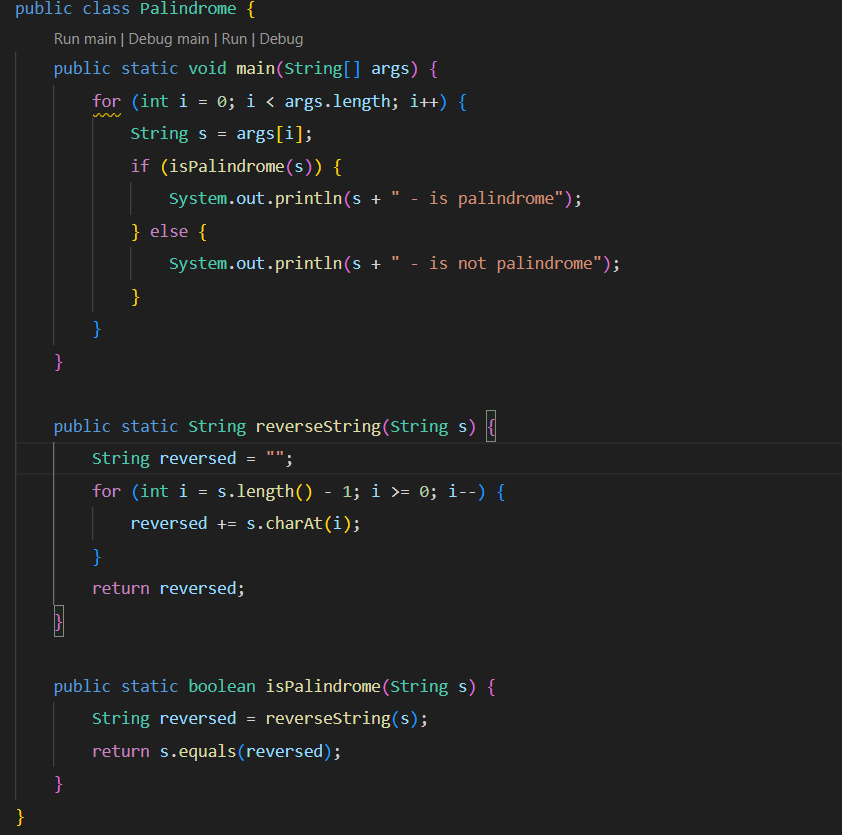 public class Palindrome {
Run main | Debug main | Run | Debug
public static void main(String[] args) {
for (int i = 0; i < args.length; i++) {
String s = args[i];
if (isPalindrome(s)) {
System.out.println(s + " - is palindrome");
} else {
System.out.println(s + " - is not palindrome");
}
}
}
public static String reverseString(String s) {
String reversed = "";
for (int i = s.length() - 1; i >= 0; i--) {
reversed += s.charAt(i);
}
return reversed;
}
public static boolean isPalindrome(String s) {
String reversed = reverseString(s);
return s.equals(reversed);
}
}